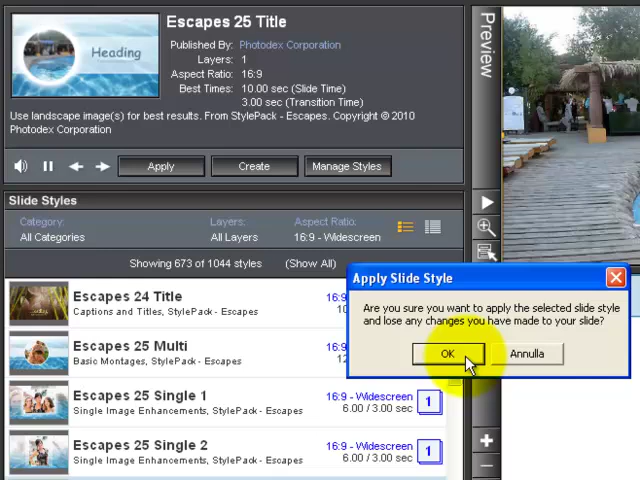 Escapes 25 Title
Heading
Published By: Photodex Corporation
Layers: 1
Aspect Ratio: 16:9
Best Times: 10.00 sec (Slide Time)
3.00 sec (Transition Time)
Use landscape image(s) for best results. From StylePack - Escapes. Copyright © 2010
Photodex Corporation
Apply
Create
Manage Styles
Preview
Slide Styles
Category:
All Categories
Layers:
All Layers
Aspect Ratio:
16:9 - Widescreen
Showing 673 of 1044 styles
(Show All)
Apply Slide Style
Are you sure you want to apply the selected slide style
and lose any changes you have made to your slide?
OK
Annulla
Escapes 24 Title
Captions and Titles, StylePack - Escapes
16:9
10
Escapes 25 Multi
Basic Montages, StylePack - Escapes
16:9
12
Escapes 25 Single 1
Single Image Enhancements, StylePack - Escapes
16:9 - Widescreen
6.00 / 3.00 sec
1
Escapes 25 Single 2
Single Image Enhancements, StylePack - Escapes
16:9 - Widescreen
6.00 / 3.00 sec
1